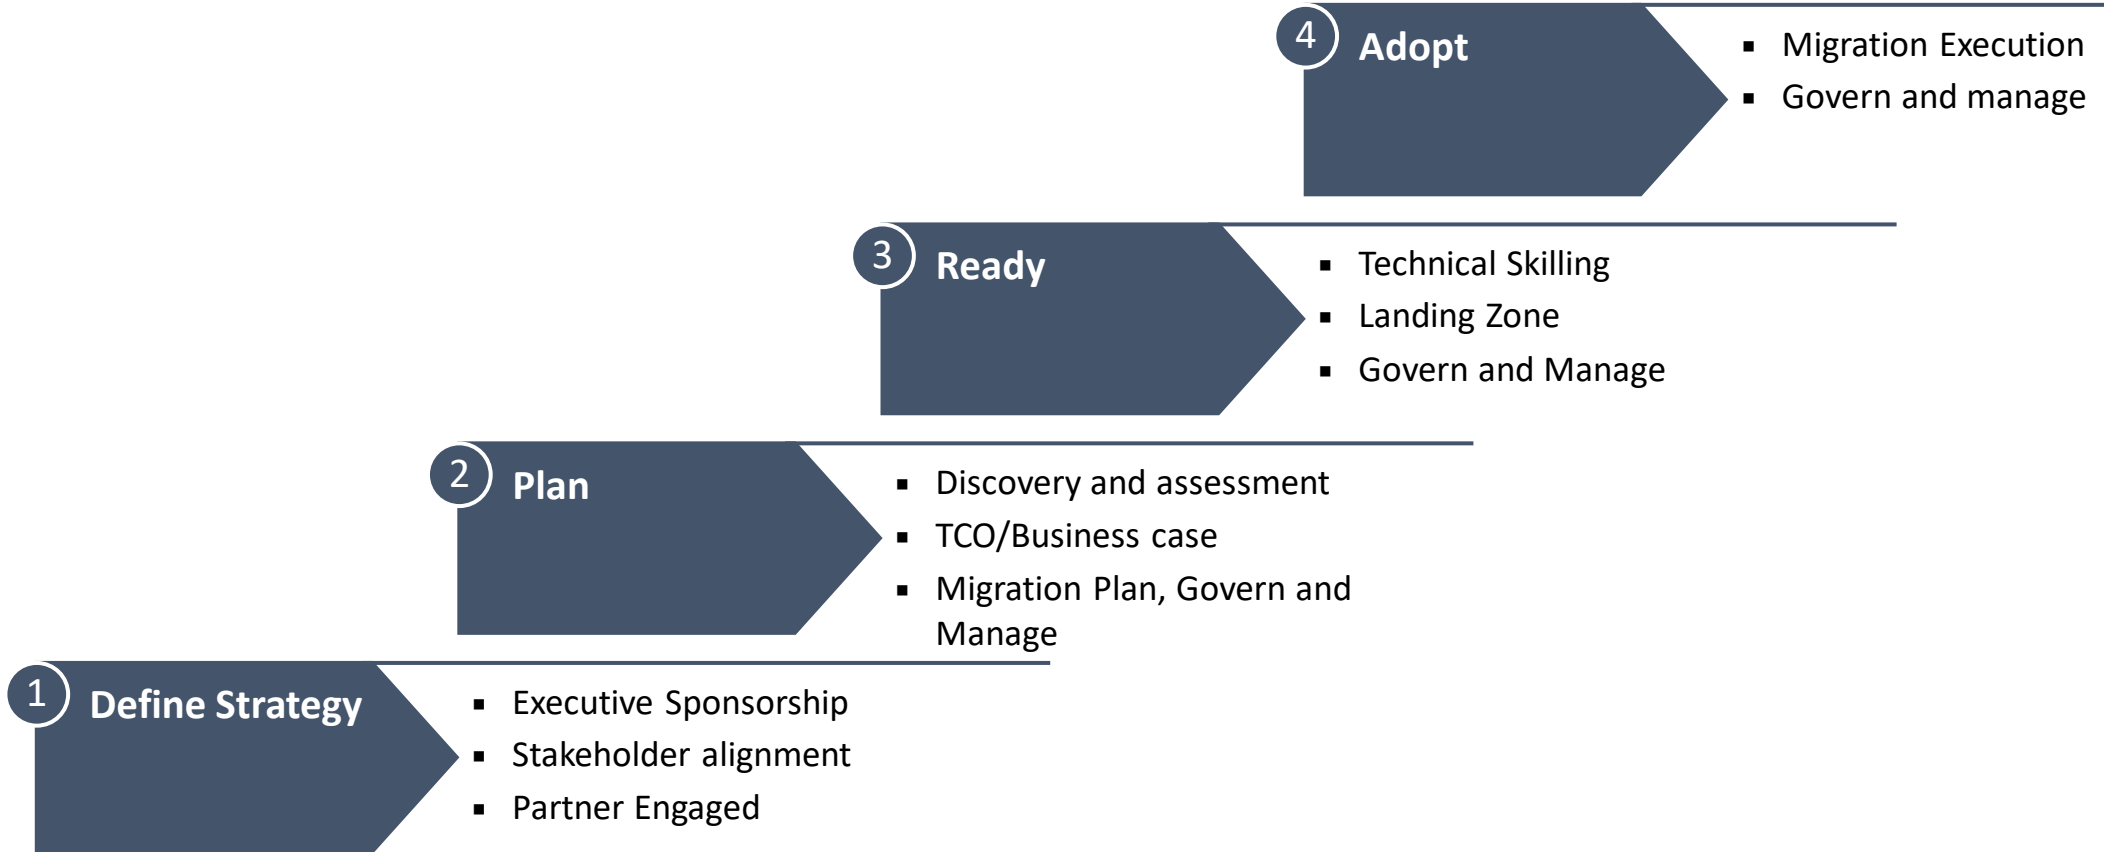 4 Adopt
▪ Migration Execution
▪ Govern and manage
3 Ready
▪ Technical Skilling
▪ Landing Zone
▪ Govern and Manage
2 Plan
▪ Discovery and assessment
▪ TCO/Business case
▪ Migration Plan, Govern and
Manage
1 Define Strategy
▪ Executive Sponsorship
▪ Stakeholder alignment
▪ Partner Engaged